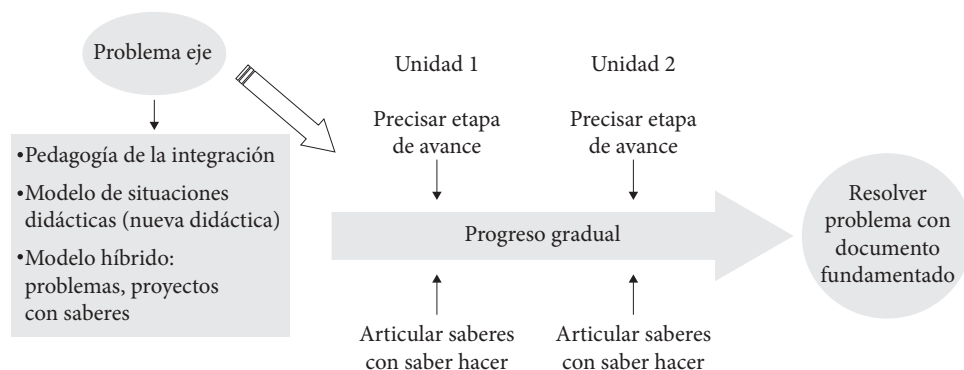 Problema eje
•Pedagogía de la integración
•Modelo de situaciones
didácticas (nueva didáctica)
•Modelo híbrido:
problemas, proyectos
con saberes
Unidad 1
Precisar etapa
de avance
Unidad 2
Precisar etapa
de avance
Progreso gradual
Articular saberes
con saber hacer
Articular saberes
con saber hacer
Resolver
problema con
documento
fundamentado